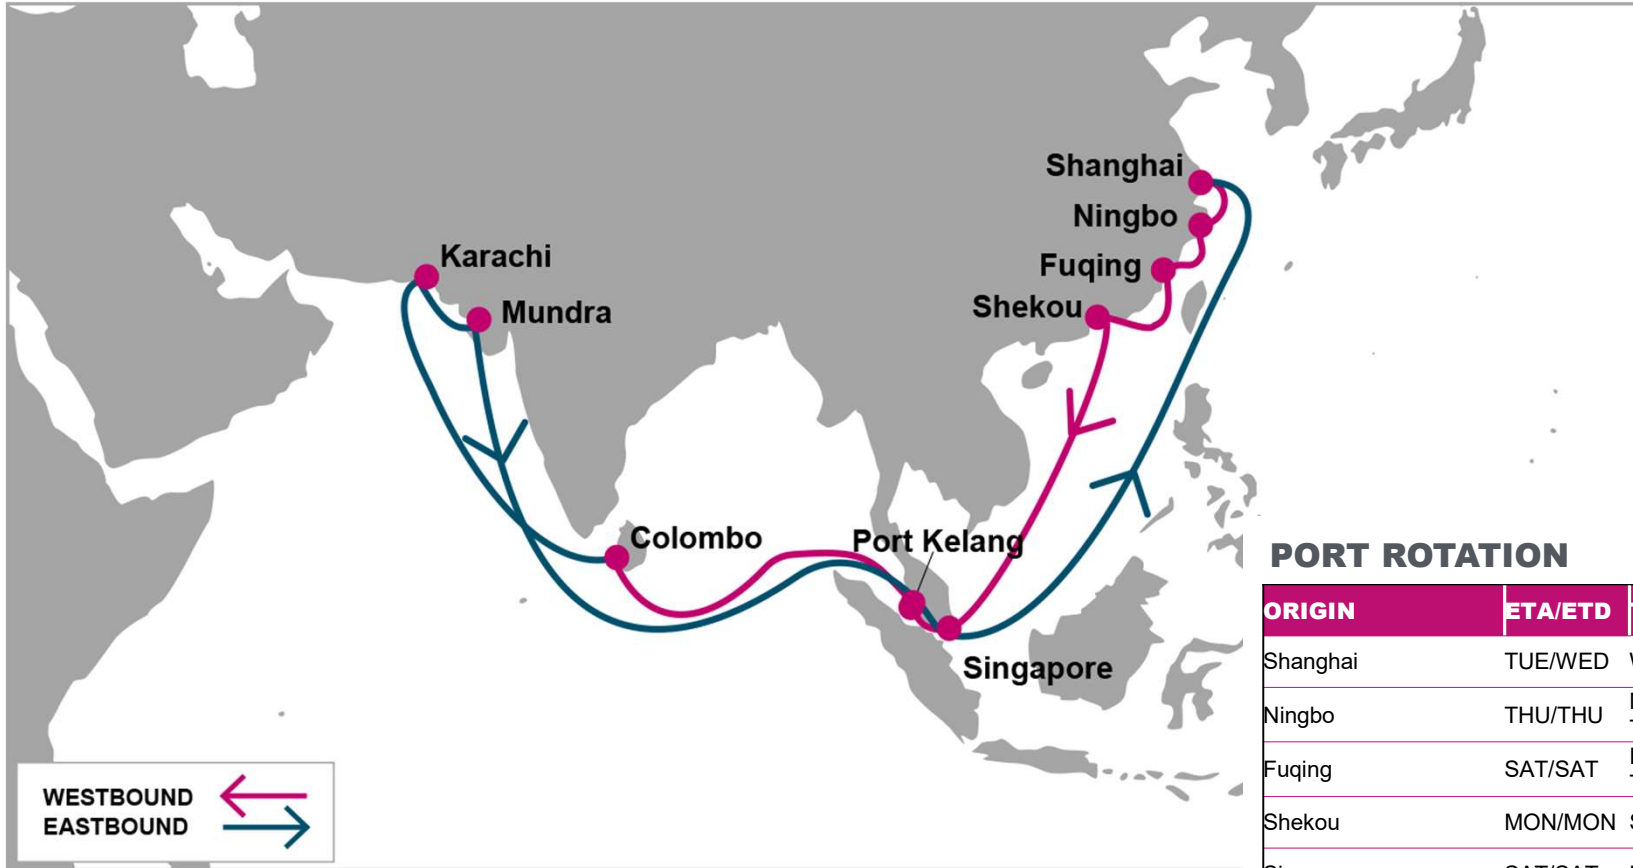 Shanghai
Ningbo
Fuqing
Shekou
Karachi
Mundra
Colombo
Port Kelang
Singapore
WESTBOUND
EASTBOUND
PORT ROTATION
ORIGIN ETA/ETD
Shanghai TUE/WED
Ningbo THU/THU
Fuqing SAT/SAT
Shekou MON/MON